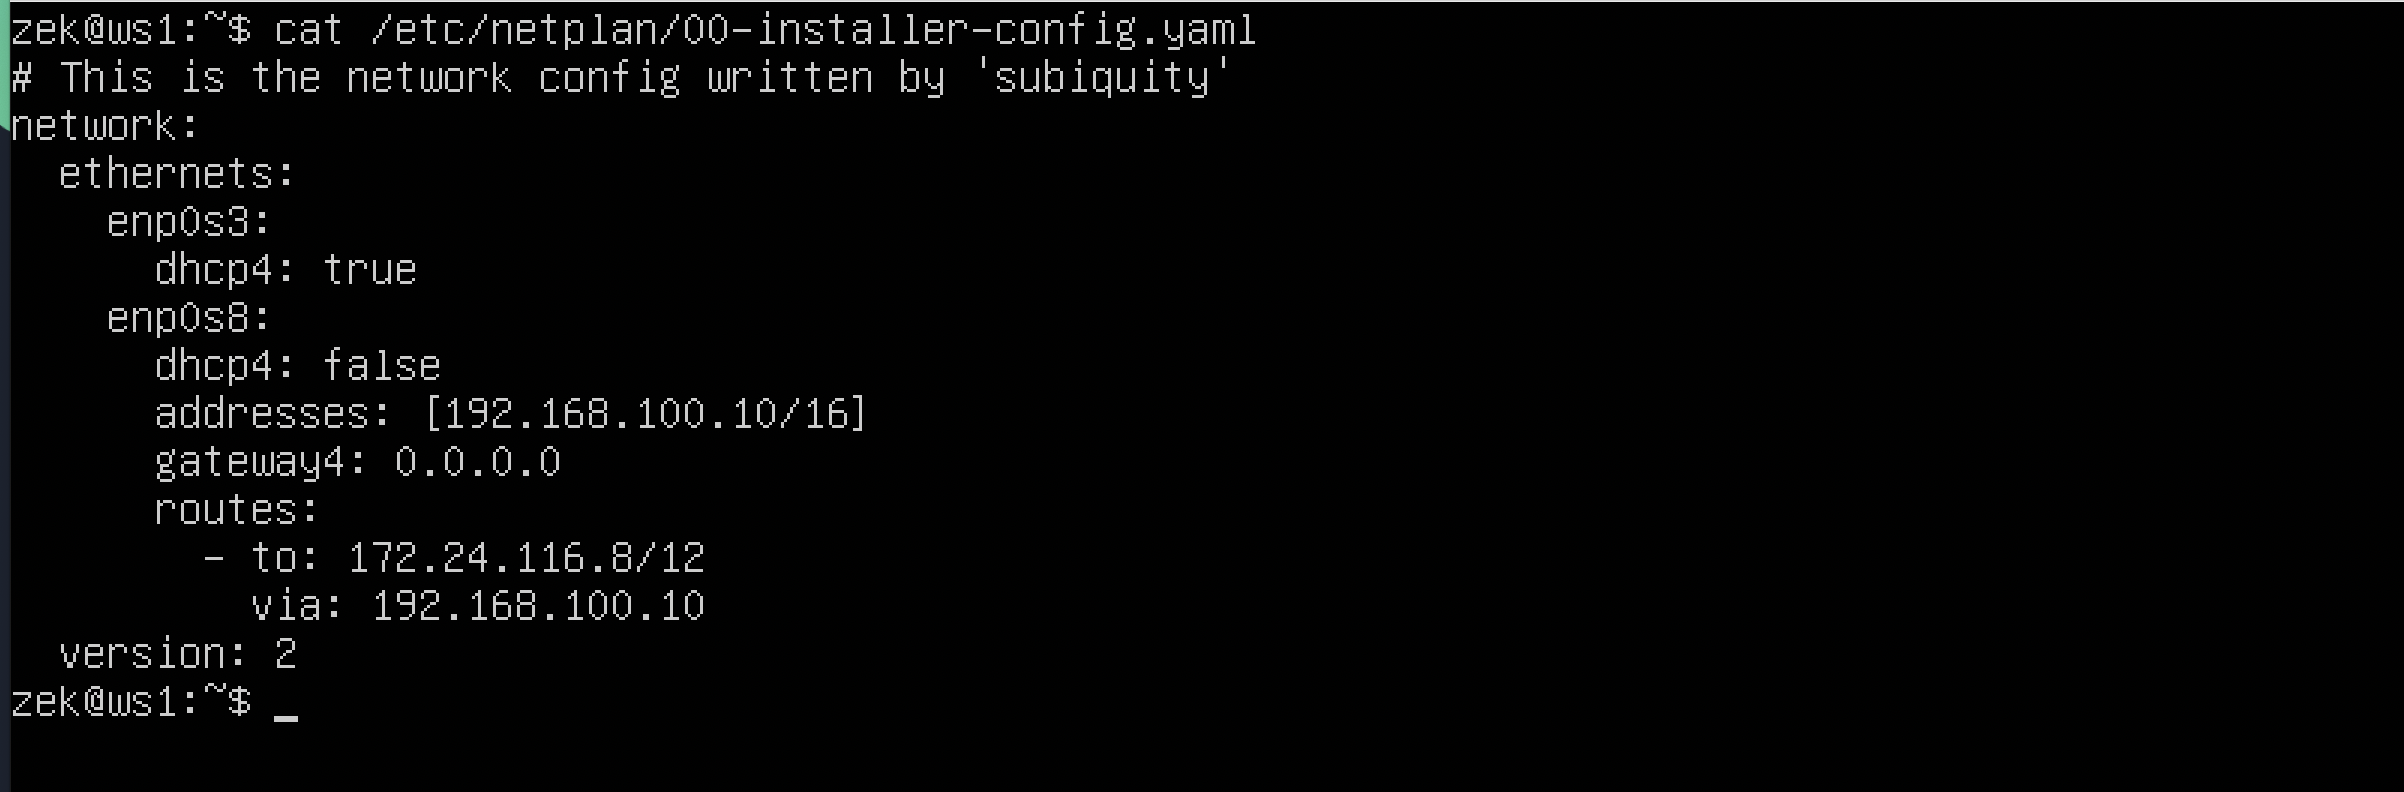 zek@ws1:~$ cat /etc/netplan/00-installer-config.yaml
# This is the network config written by 'subiquity'
network:
  ethernets:
    enp0s3:
      dhcp4: true
    enp0s8:
      dhcp4: false
      addresses: [192.168.100.10/16]
      gateway4: 0.0.0.0
      routes:
        - to: 172.24.116.8/12
          via: 192.168.100.10
  version: 2
zek@ws1:~$ _